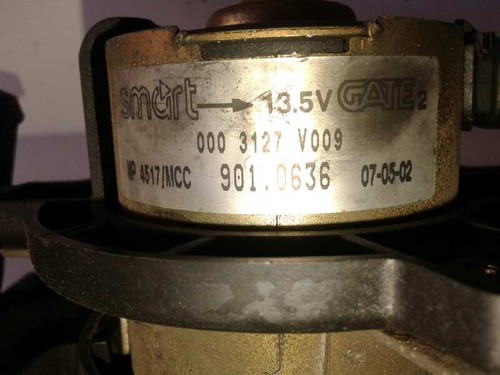 smart → 13.5V GATE 2
000 3127 V009
MP 4517/MCC 901.0636 07-05-02